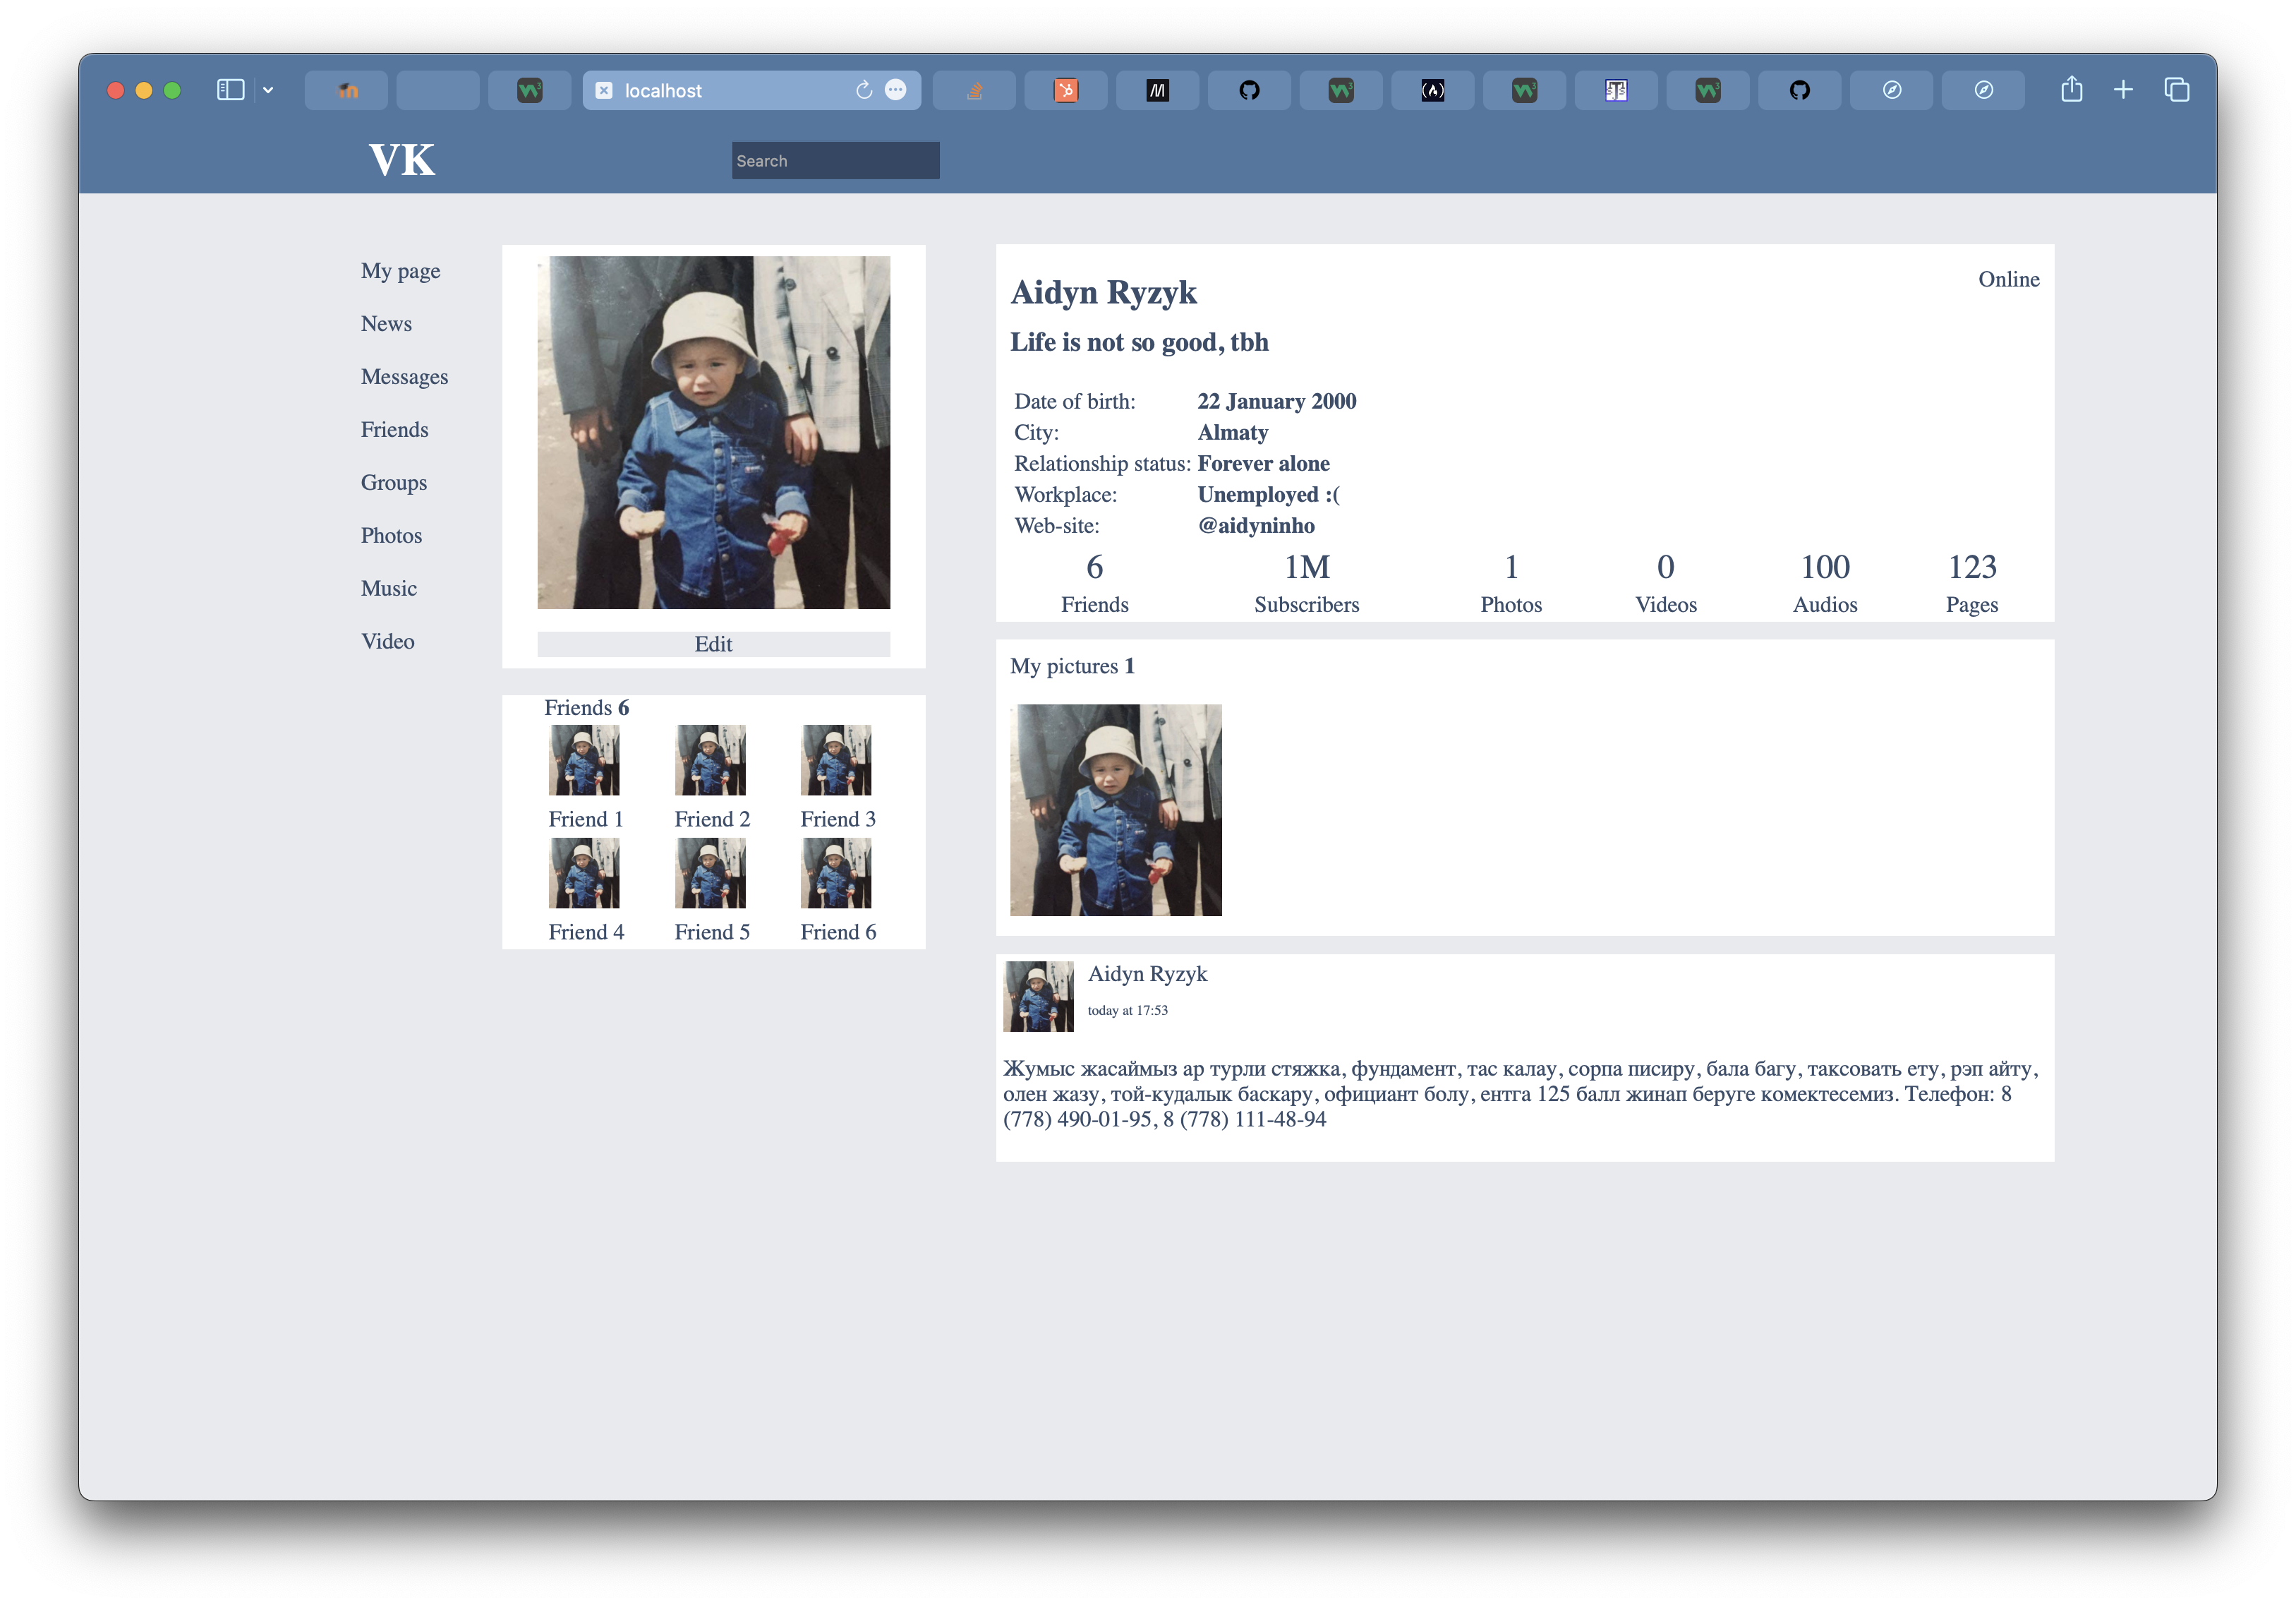 localhost
VK
Search
My page
News
Messages
Friends
Groups
Photos
Music
Video
Edit
Friends 6
Friend 1 Friend 2 Friend 3
Friend 4 Friend 5 Friend 6
Aidyn Ryzyk
Online
Life is not so good, tbh
Date of birth: 22 January 2000
City: Almaty
Relationship status: Forever alone
Workplace: Unemployed :(
Web-site: @aidyninho
6 1M 1 0 100 123
Friends Subscribers Photos Videos Audios Pages
My pictures 1
Aidyn Ryzyk
today at 17:53
Жумыс жасаймыз ар турли стяжка, фундамент, тас калау, сорпа писиру, бала багу, таксовать ету, рэп айту,
олен жазу, той-кудалык баскару, официант болу, ентга 125 балл жинап беруге комектесемиз. Телефон: 8
(778) 490-01-95, 8 (778) 111-48-94